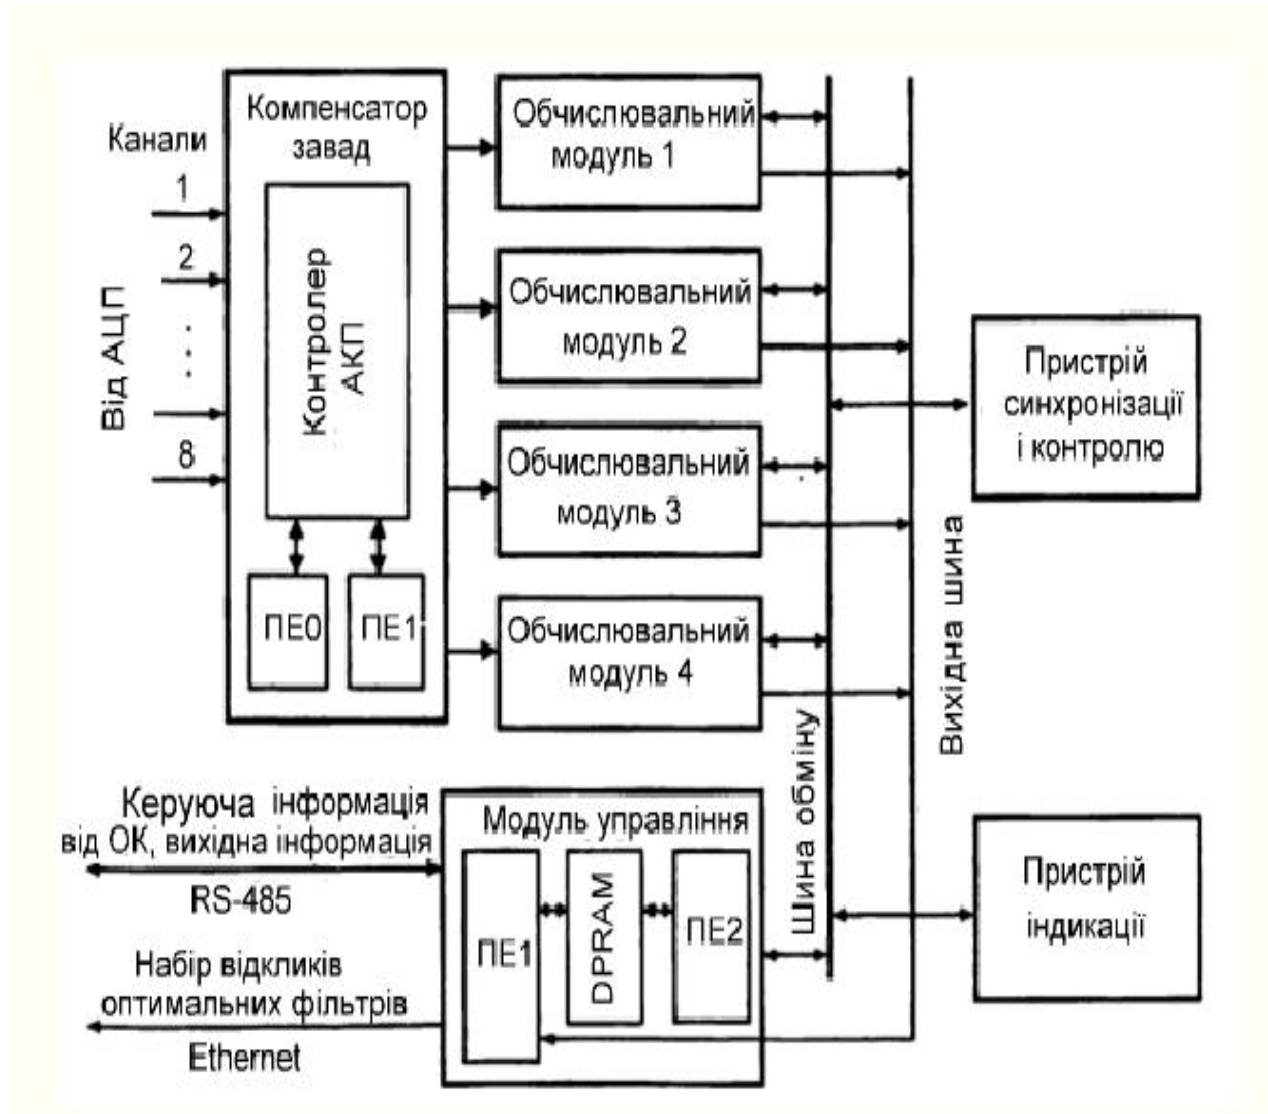 Компенсатор
завад
Канали
1
2
8
Від АЦП
Контролер
АКП
ПЕ0
ПЕ1
Обчислювальний
модуль 1
Обчислювальний
модуль 2
Обчислювальний
модуль 3
Обчислювальний
модуль 4
Пристрій
синхронізації
і контролю
Вихідна шина
Шина обміну
Керуюча інформація
від ОК, вихідна інформація
RS-485
Набір відкликів
оптимальних фільтрів
Ethernet
Модуль управління
ПЕ1
DPRAM
ПЕ2
Пристрій
індикації